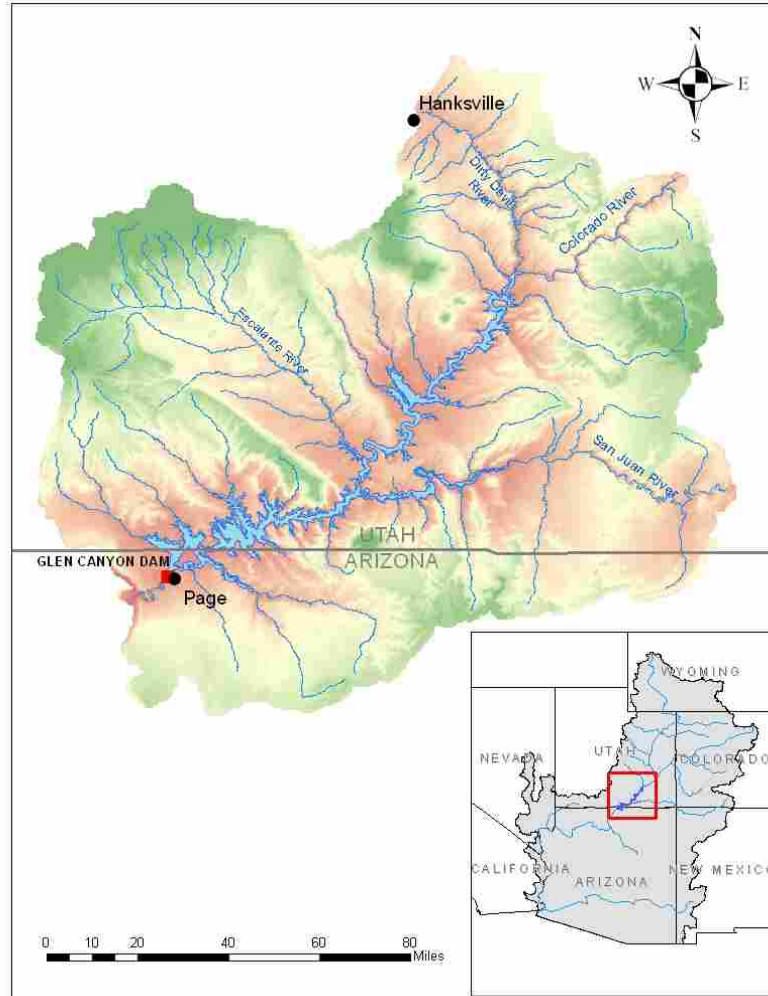 N
W E
S
Hanksville
Dirty Devil
River
Colorado River
Escalante River
San Juan River
UTAH
ARIZONA
GLEN CANYON DAM
Page
WYOMING
NEVADA
UTAH
COLORADO
CALIFORNIA
ARIZONA
NEW MEXICO
0 10 20 40 60 80
Miles